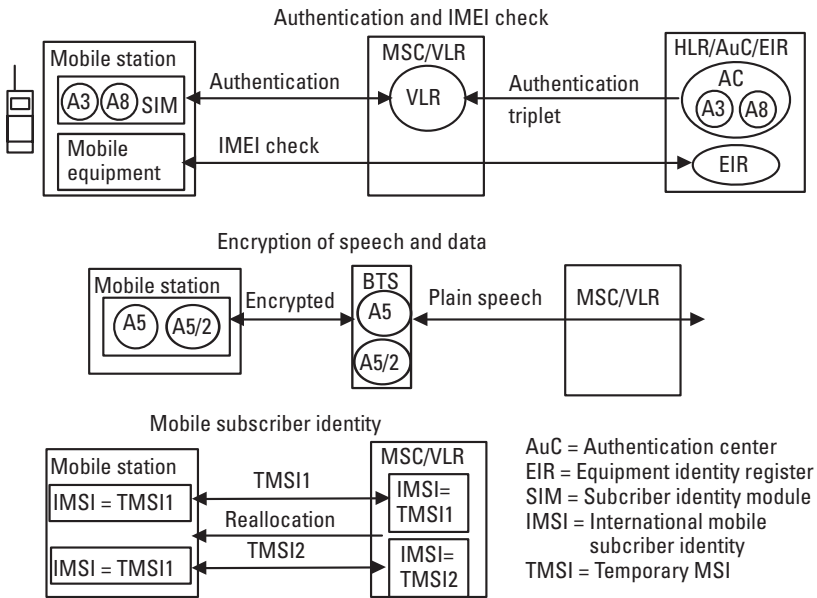 Authentication and IMEI check
Mobile station
A3 A8 SIM
Mobile
equipment
Authentication
IMEI check
MSC/VLR
VLR
Authentication
triplet
HLR/AuC/EIR
AC
A3 A8
EIR
Encryption of speech and data
Mobile station
A5 A5/2
Encrypted
BTS
A5
A5/2
Plain speech
MSC/VLR
Mobile subscriber identity
Mobile station
IMSI = TMSI1
IMSI = TMSI1
TMSI1
Reallocation
TMSI2
MSC/VLR
IMSI=
TMSI1
IMSI=
TMSI2
AuC = Authentication center
EIR = Equipment identity register
SIM = Subcriber identity module
IMSI = International mobile
subcriber identity
TMSI = Temporary MSI